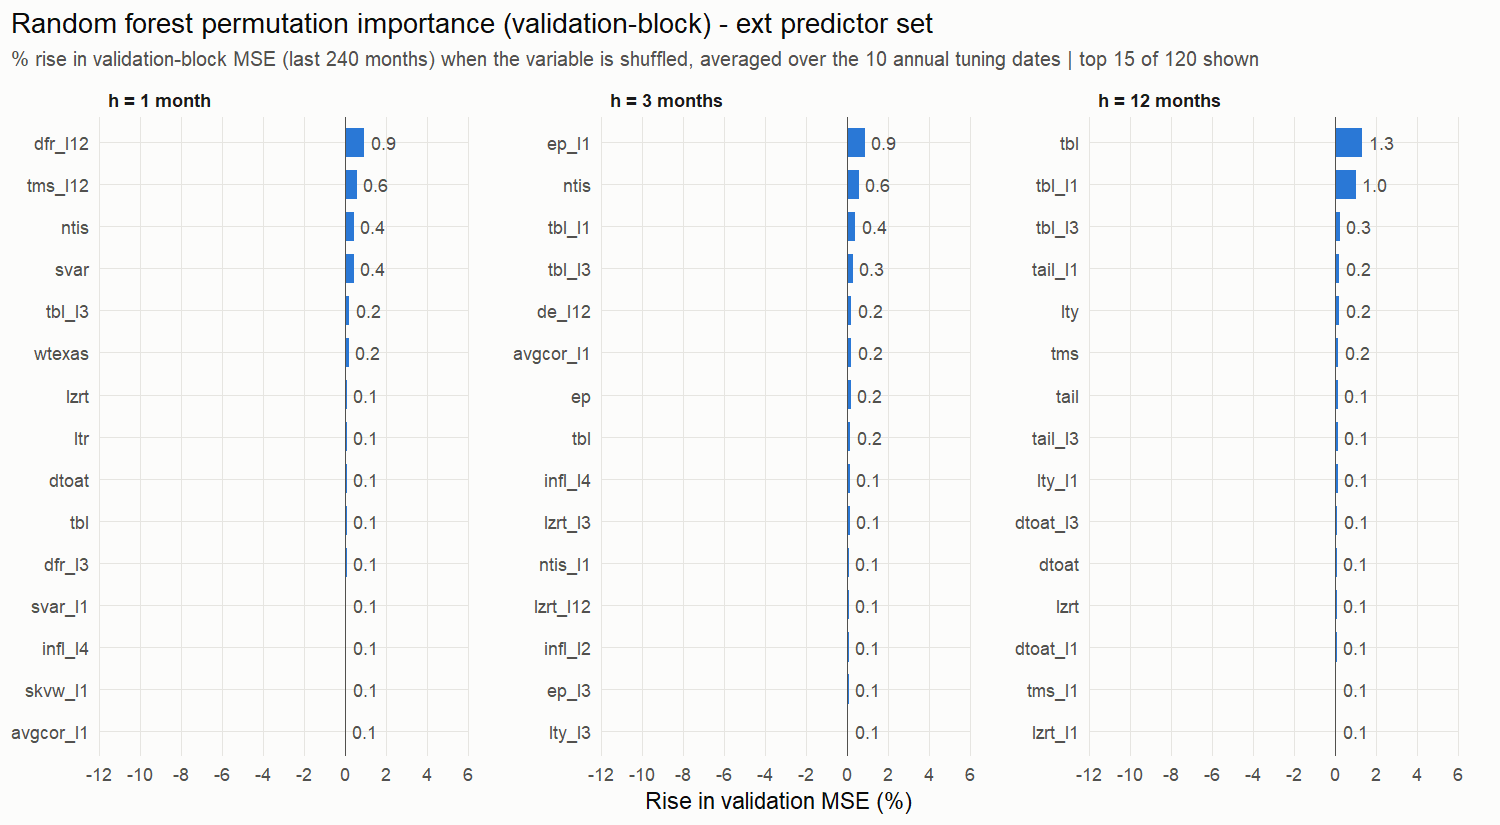 Random forest permutation importance (validation-block) - ext predictor set
% rise in validation-block MSE (last 240 months) when the variable is shuffled, averaged over the 10 annual tuning dates | top 15 of 120 shown
h = 1 month
dfr_l12 0.9
tms_l12 0.6
ntis 0.4
svar 0.4
tbl_l3 0.2
wtexas 0.2
lzrt 0.1
ltr 0.1
dtoat 0.1
tbl 0.1
dfr_l3 0.1
svar_l1 0.1
infl_l4 0.1
skvw_l1 0.1
avgcor_l1 0.1
-12 -10 -8 -6 -4 -2 0 2 4 6
h = 3 months
ep_l1 0.9
ntis 0.6
tbl_l1 0.4
tbl_l3 0.3
de_l12 0.2
avgcor_l1 0.2
ep 0.2
tbl 0.2
infl_l4 0.1
lzrt_l3 0.1
ntis_l1 0.1
lzrt_l12 0.1
infl_l2 0.1
ep_l3 0.1
lty_l3 0.1
-12 -10 -8 -6 -4 -2 0 2 4 6
h = 12 months
tbl 1.3
tbl_l1 1.0
tbl_l3 0.3
tail_l1 0.2
lty 0.2
tms 0.2
tail 0.1
tail_l3 0.1
lty_l1 0.1
dtoat_l3 0.1
dtoat 0.1
lzrt 0.1
dtoat_l1 0.1
tms_l1 0.1
lzrt_l1 0.1
-12 -10 -8 -6 -4 -2 0 2 4 6
Rise in validation MSE (%)